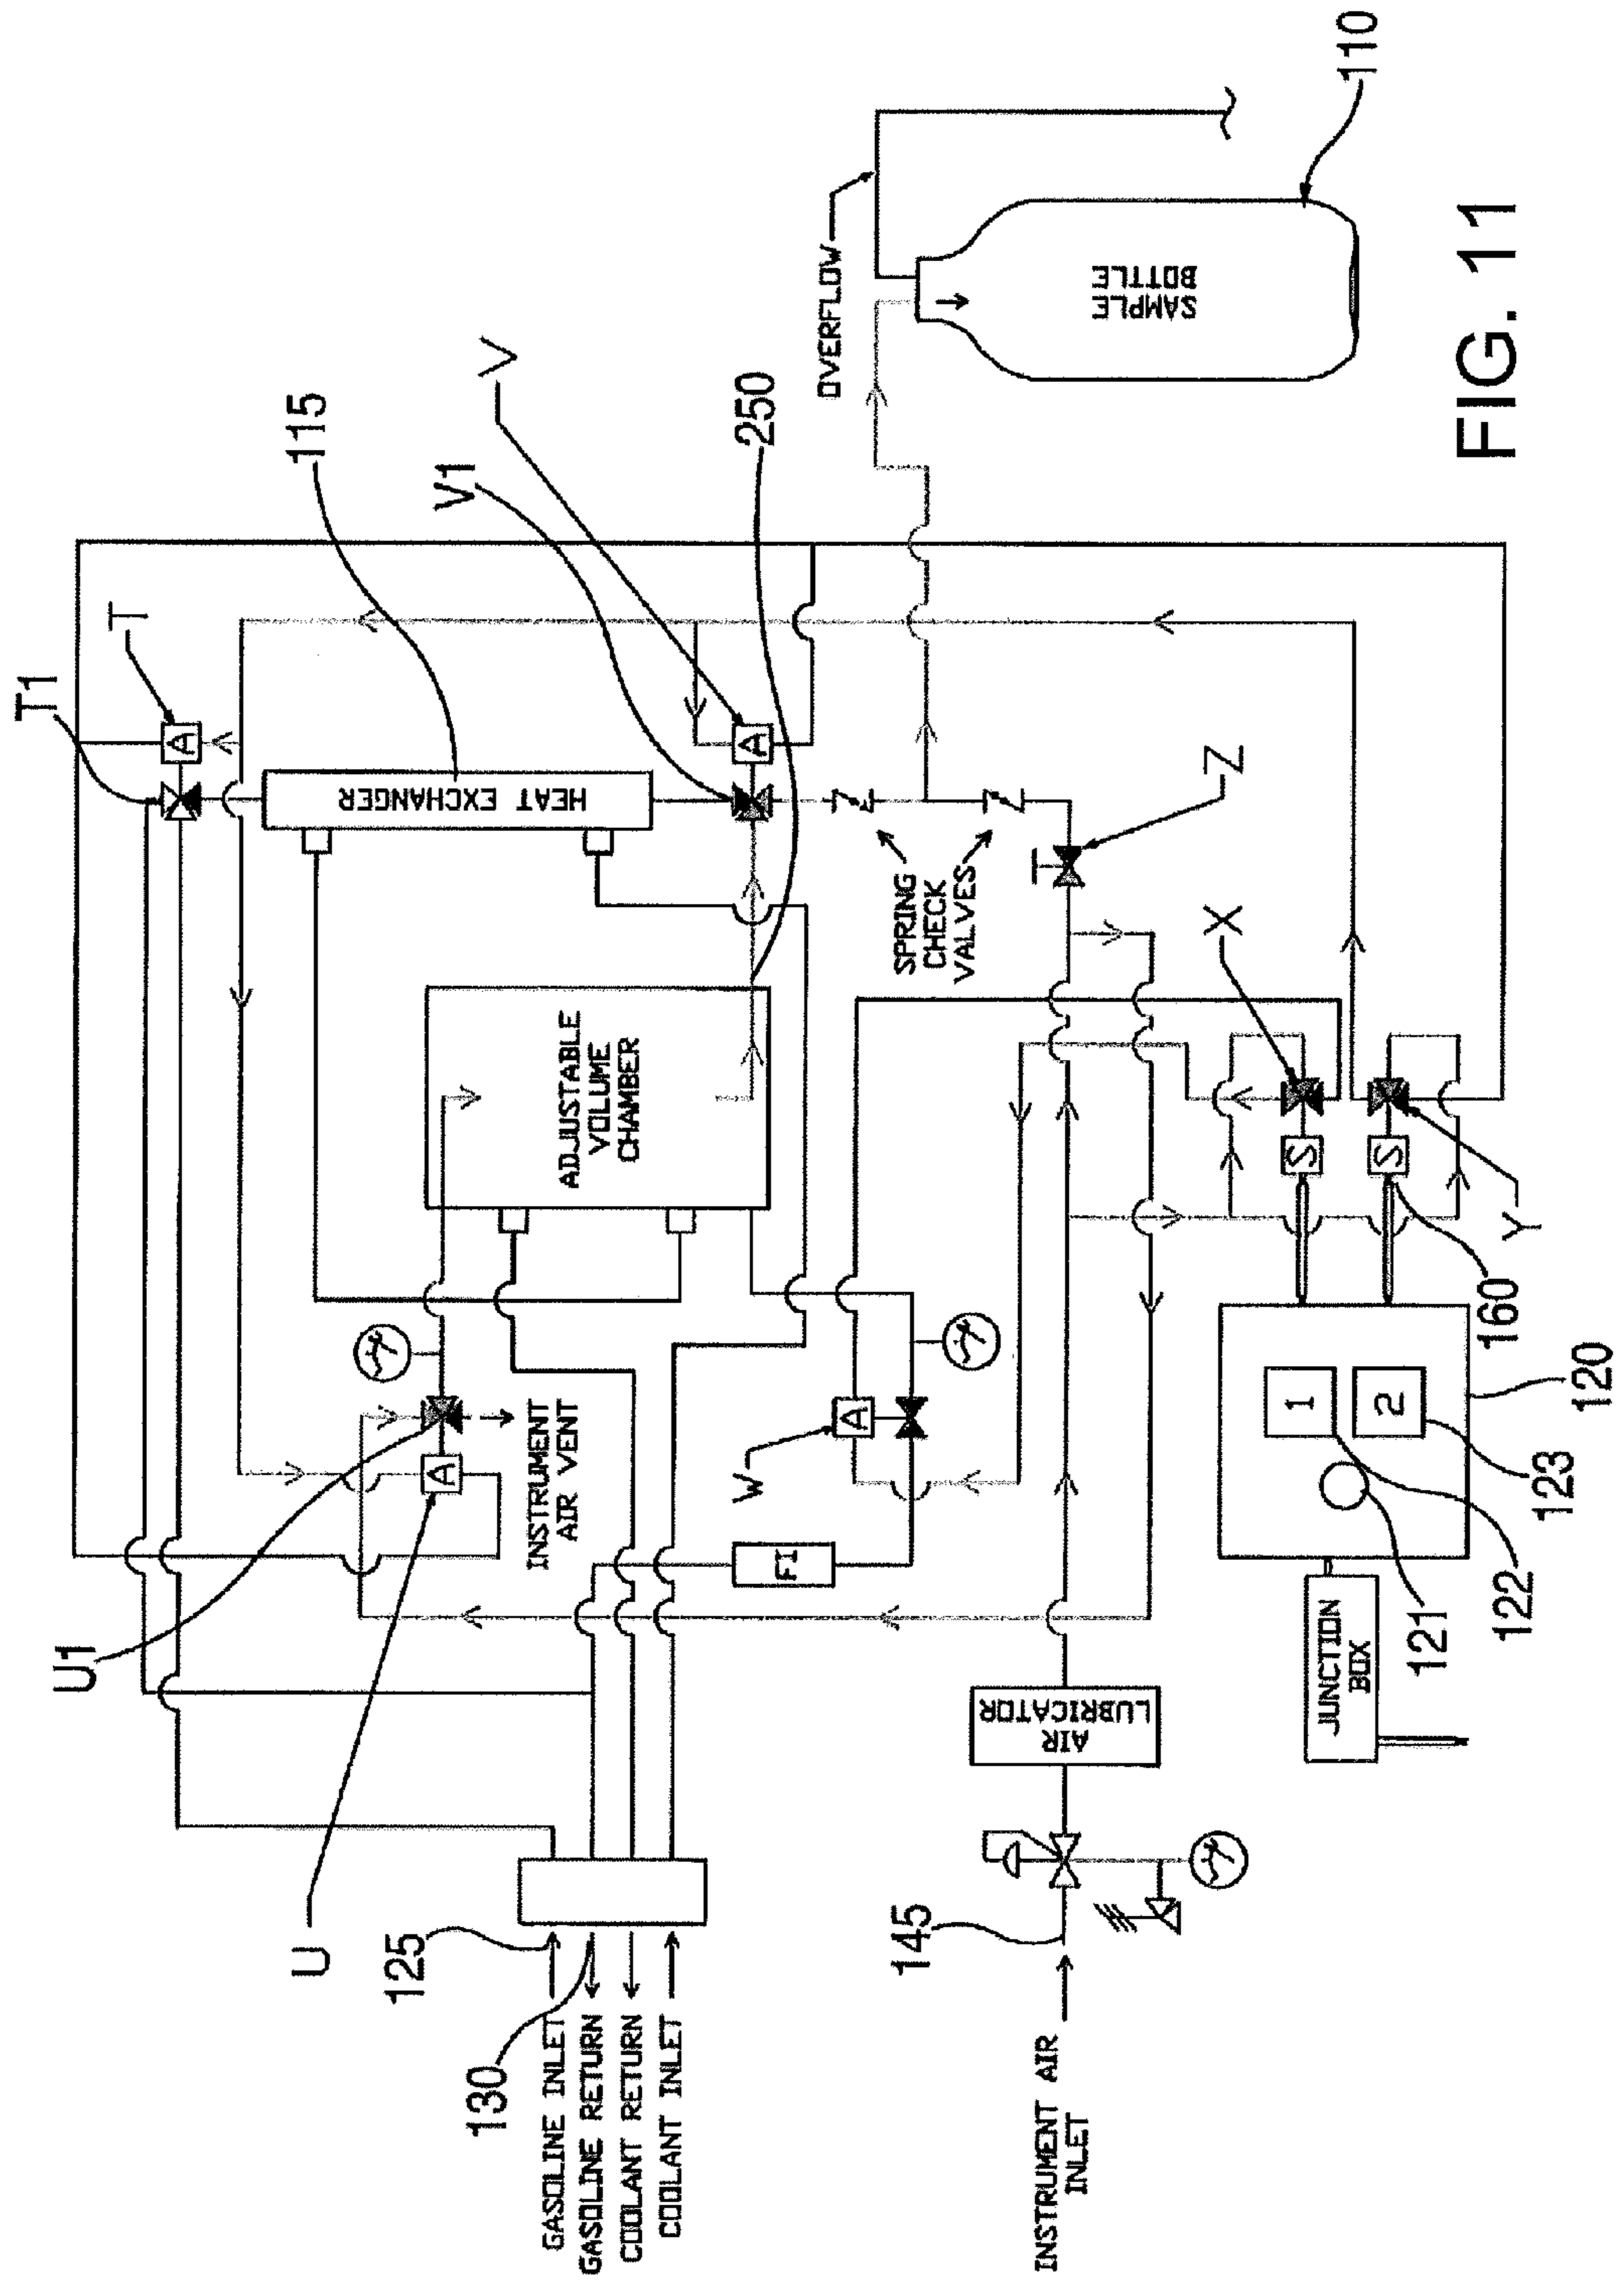 T1
T
115
V1
V
250
OVERFLOW
SAMPLE
BOTTLE
110
FIG. 11
A
HEAT EXCHANGER
A
SPRING
CHECK
VALVES
Z
X
ADJUSTABLE
VOLUME
CHAMBER
S
S
Y
160
U1
U
A
INSTRUMENT
AIR VENT
W
A
FI
1
2
120
123
122
121
JUNCTION
BOX
AIR
LUBRICATOR
125
130
145
GASOLINE INLET
GASOLINE RETURN
COOLANT RETURN
COOLANT INLET
INSTRUMENT AIR
INLET